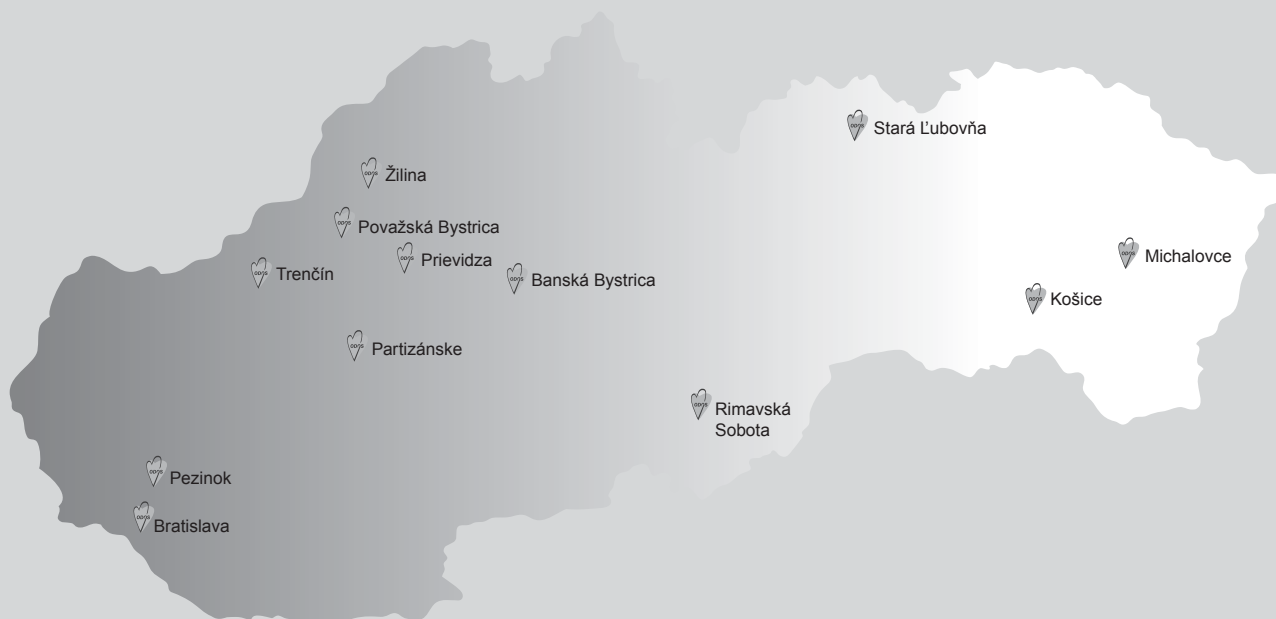 Stará Ľubovňa
Žilina
Považská Bystrica
Prievidza
Trenčín
Banská Bystrica
Michalovce
Košice
Partizánske
Rimavská
Sobota
Pezinok
Bratislava